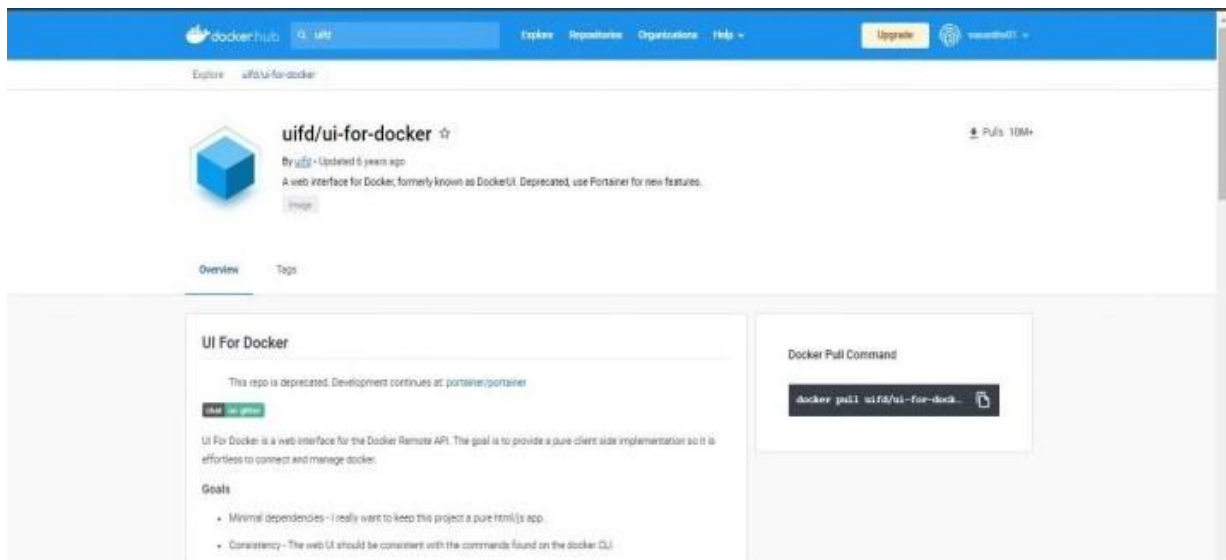 dockerhub
uifd
Explore Repositories Organizations Help
Upgrade
Explore uifd/ui-for-docker
uifd/ui-for-docker
Pulls 10M+
By uifd • Updated 6 years ago
A web interface for Docker, formerly known as DockerUI. Deprecated, use Portainer for new features.
Image
Overview Tags
UI For Docker
This repo is deprecated. Development continues at: portainer/portainer
chat on gitter
UI For Docker is a web interface for the Docker Remote API. The goal is to provide a pure client side implementation so it is
effortless to connect and manage docker.
Goals
• Minimal dependencies - I really want to keep this project a pure html/js app.
• Consistency - The web UI should be consistent with the commands found on the docker CLI.
Docker Pull Command
docker pull uifd/ui-for-dock...